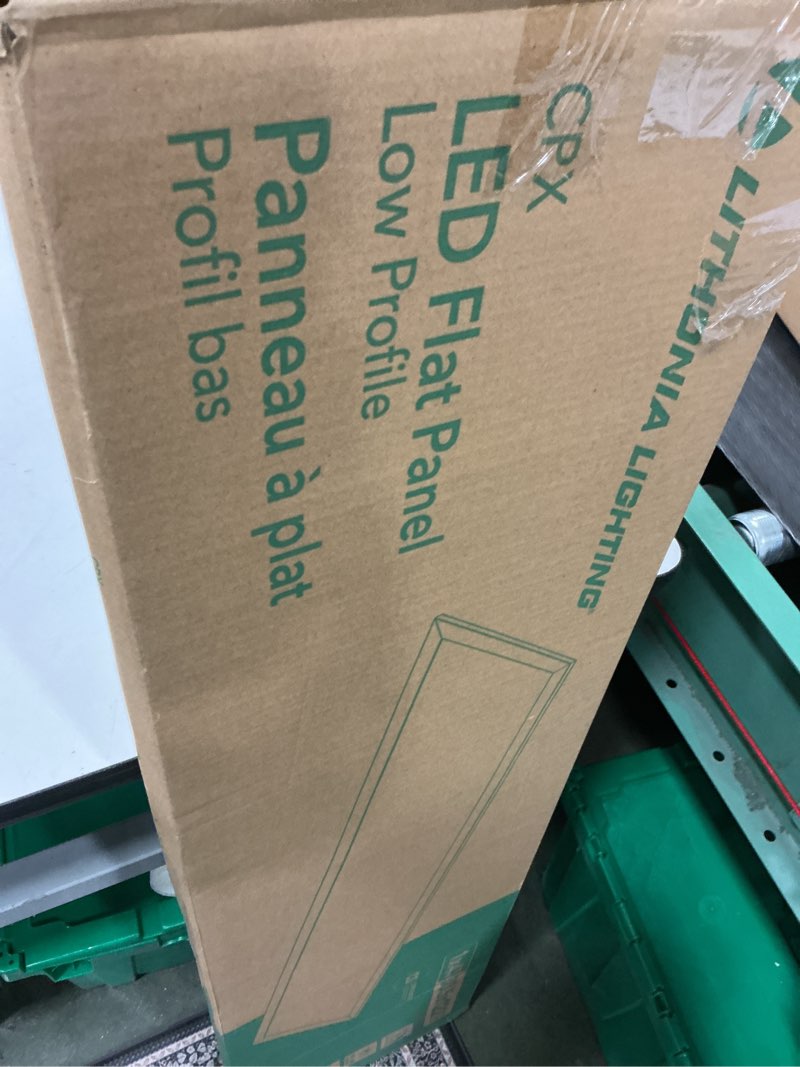 LITHONIA LIGHTING
CPX
LED Flat Panel
Low Profile
Panneau à plat
Profil bas